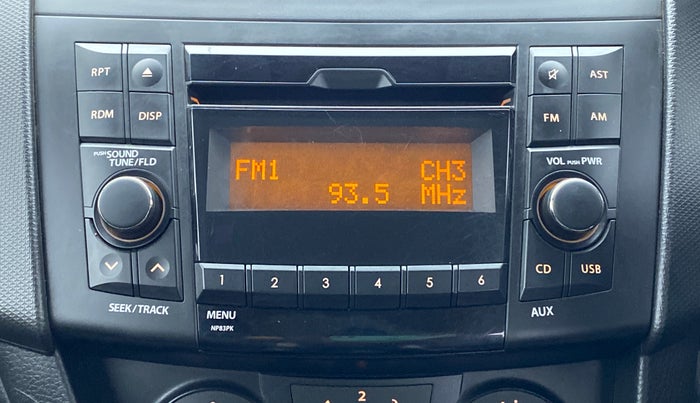 RPT
AST
RDM DISP
FM AM
PUSH SOUND
TUNE/FLD
VOL PUSH PWR
FM1 CH3
93.5 MHz
CD USB
1 2 3 4 5 6
SEEK/TRACK
MENU
NP83PK
AUX
2